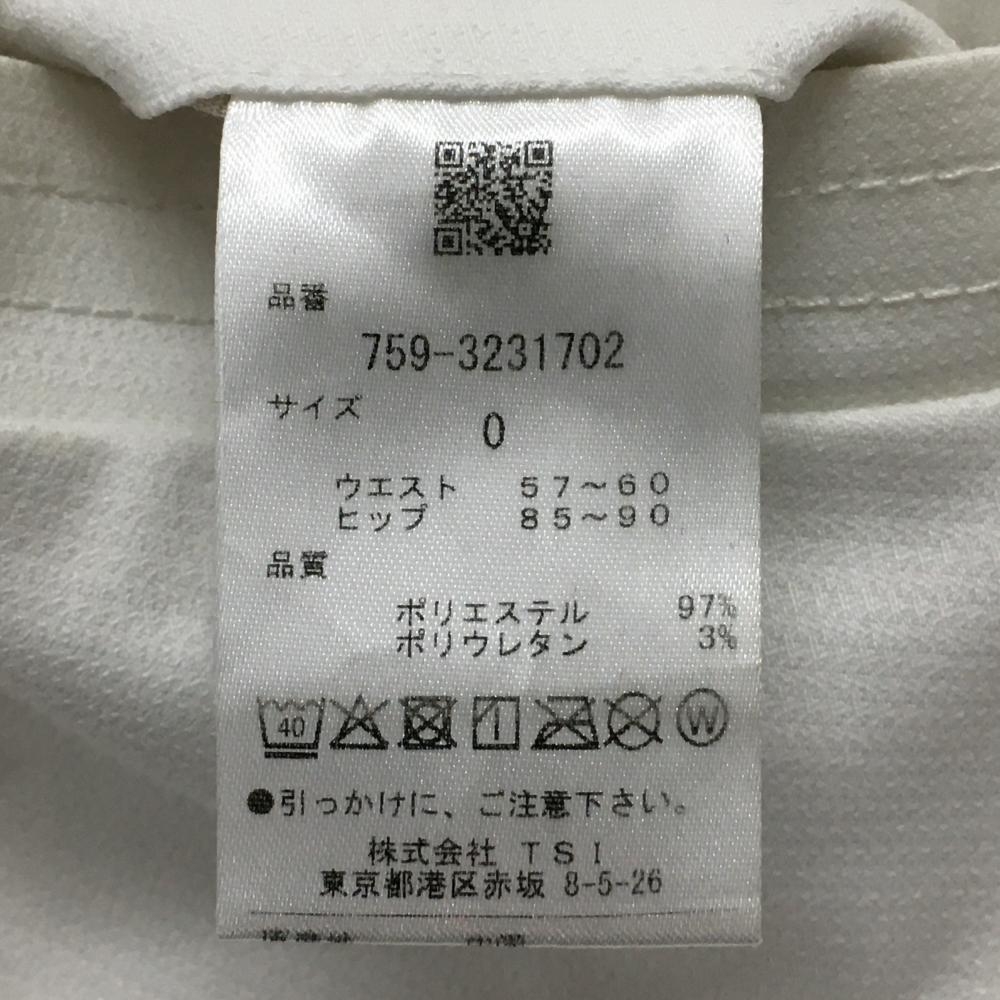 品番
759-3231702
サイズ
0
ウエスト 57～60
ヒップ 85～90
品質
ポリエステル 97%
ポリウレタン 3%
40 W
●引っかけに、ご注意下さい。
株式会社 TSI
東京都港区赤坂 8-5-26